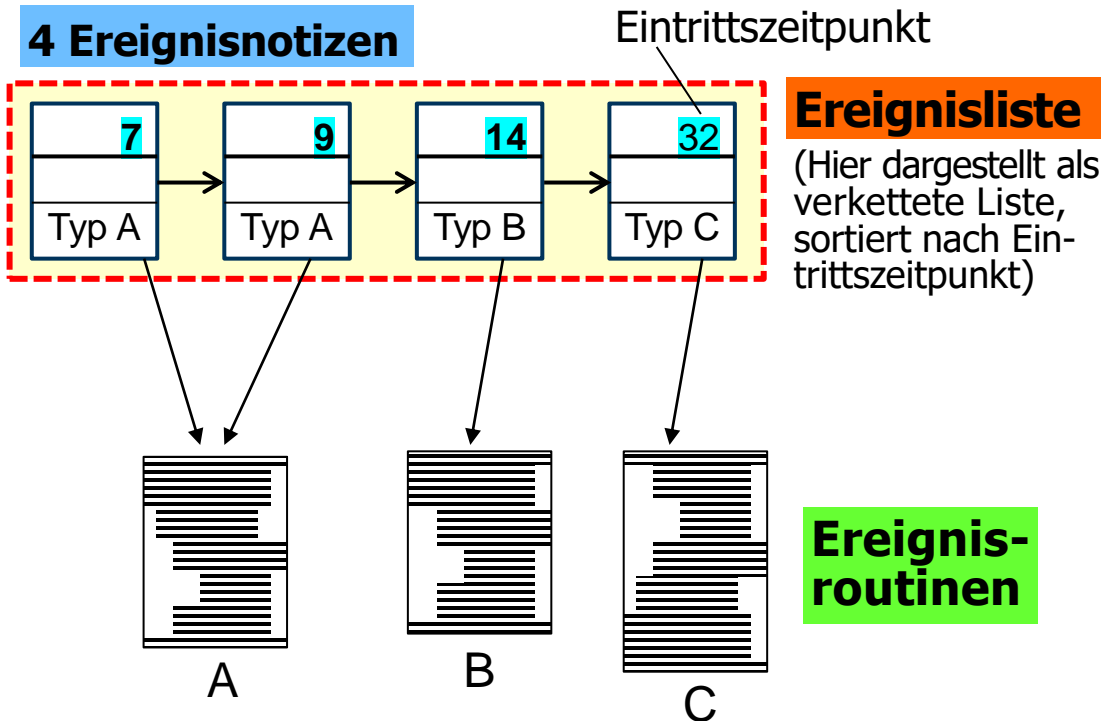 4 Ereignisnotizen
Eintrittszeitpunkt
7
9
14
32
Typ A
Typ A
Typ B
Typ C
Ereignisliste
(Hier dargestellt als
verkettete Liste,
sortiert nach Ein-
trittszeitpunkt)
Ereignis-
routinen
A
B
C